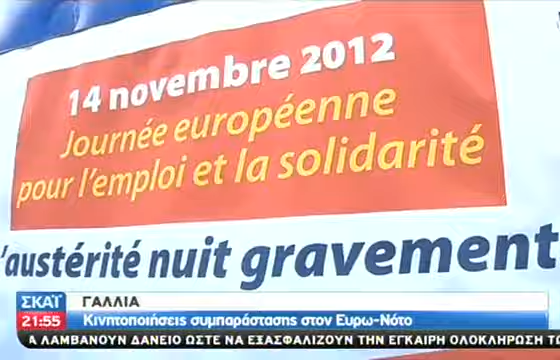 14 novembre 2012
Journée européenne
pour l'emploi et la solidarité
'austérité nuit gravement
ΣΚΑΪ
ΓΑΛΛΙΑ
21:55
Κινητοποιήσεις συμπαράστασης στον Ευρω-Νότο
Α ΛΑΜΒΑΝΟΥΝ ΔΑΝΕΙΟ ΩΣΤΕ ΝΑ ΕΞΑΣΦΑΛΙΖΟΥΝ ΤΗΝ ΕΓΚΑΙΡΗ ΟΛΟΚΛΗΡΩΣΗ